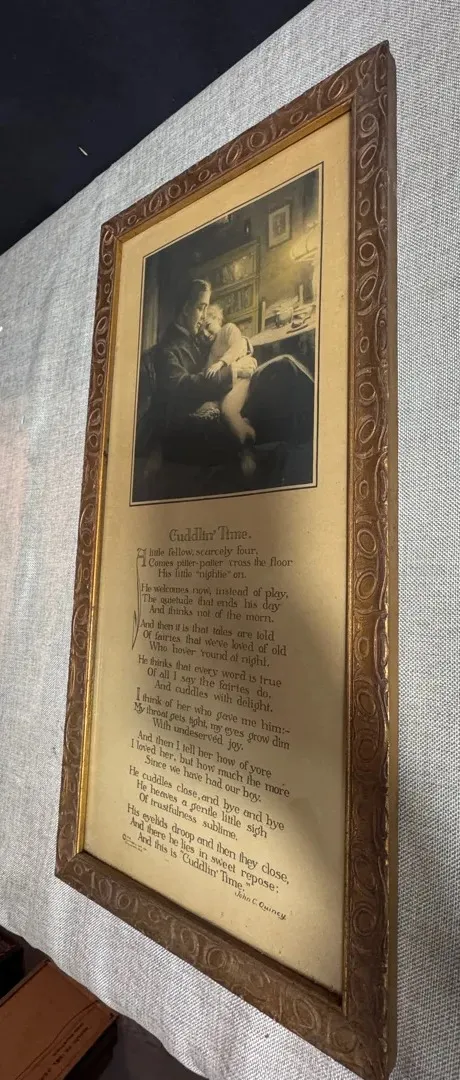 Cuddlin' Time.
A little fellow, scarcely four,
Comes pitter-patter 'cross the floor
His little "nightie" on.
He welcomes now, instead of play,
The quietude that ends his day
And thinks not of the morn.
And then it is that tales are told
Of fairies that we've loved of old
Who hover 'round at night.
He thinks that every word is true
Of all I say the fairies do,
And cuddles with delight.
I think of her who gave me him:-
My throat gets tight, my eyes grow dim
With undeserved joy.
And then I tell her how of yore
I loved her, but how much the more
Since we have had our boy.
He cuddles close, and bye and bye
He heaves a gentle little sigh
Of trustfulness sublime.
His eyelids droop and then they close,
And there he lies in sweet repose;
And this is "Cuddlin' Time."
John C. Quincy